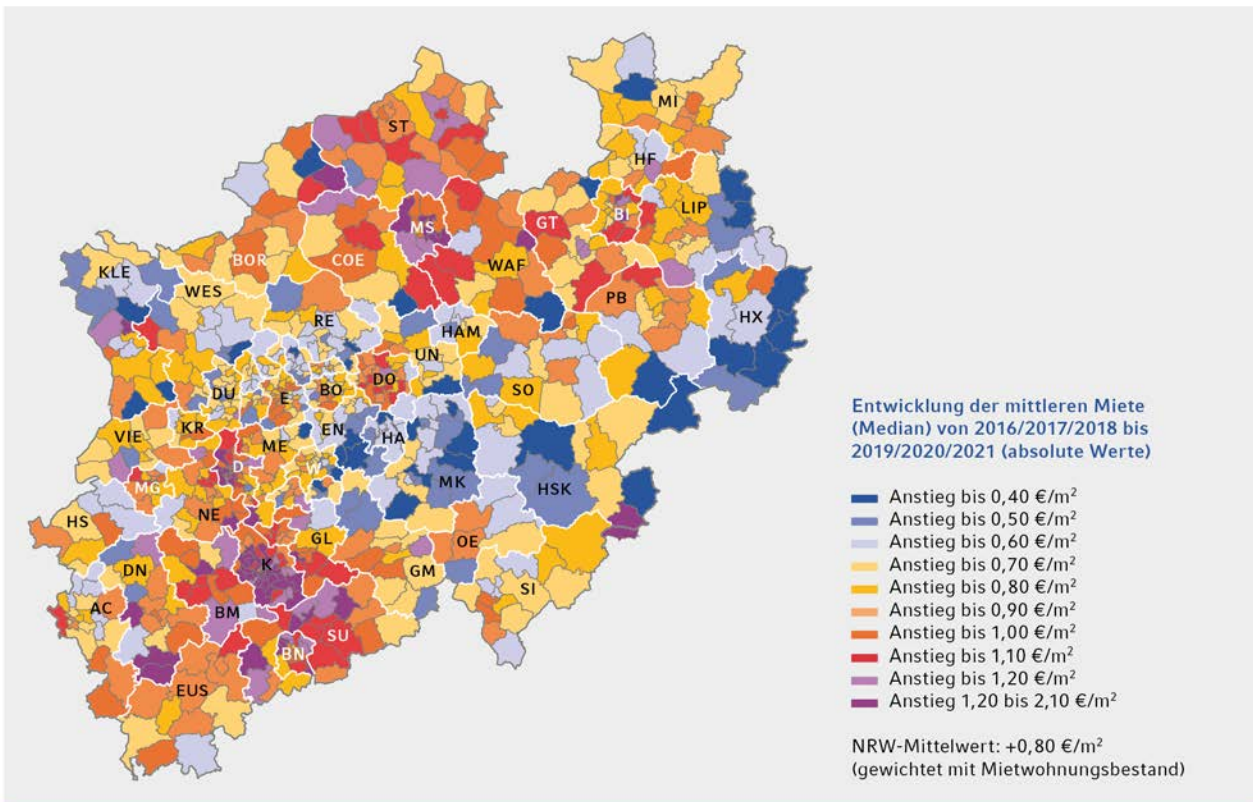 ST
MI
HF
BI
LIP
MS
GT
BOR
COE
WAF
KLE
WES
PB
RE
HX
HAM
UN
DU
E
BO
DO
SO
KR
EN
HA
VIE
ME
D
W
MG
MK
HSK
HS
NE
GL
OE
DN
K
GM
SI
AC
BM
SU
BN
EUS
Entwicklung der mittleren Miete
(Median) von 2016/2017/2018 bis
2019/2020/2021 (absolute Werte)
Anstieg bis 0,40 €/m²
Anstieg bis 0,50 €/m²
Anstieg bis 0,60 €/m²
Anstieg bis 0,70 €/m²
Anstieg bis 0,80 €/m²
Anstieg bis 0,90 €/m²
Anstieg bis 1,00 €/m²
Anstieg bis 1,10 €/m²
Anstieg bis 1,20 €/m²
Anstieg 1,20 bis 2,10 €/m²
NRW-Mittelwert: +0,80 €/m²
(gewichtet mit Mietwohnungsbestand)